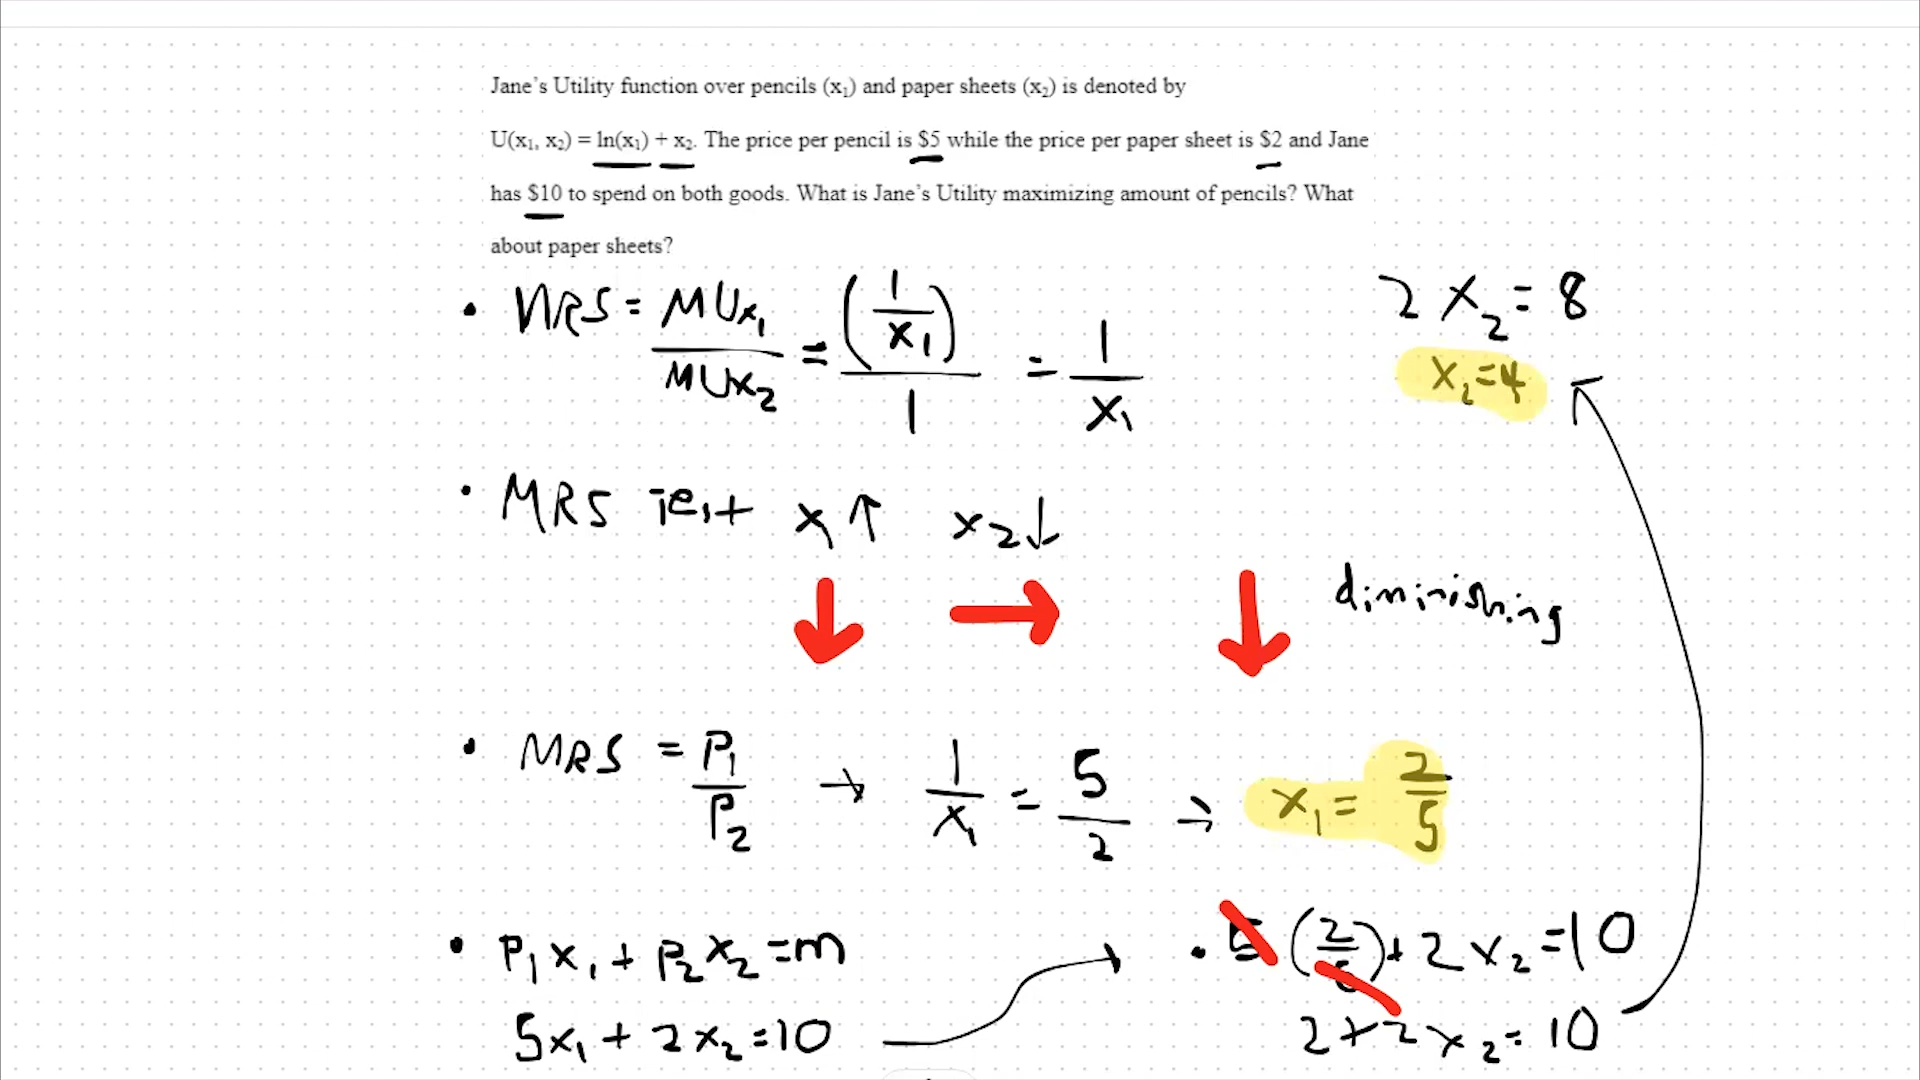 Jane's Utility function over pencils (x₁) and paper sheets (x₂) is denoted by
U(x₁, x₂) = ln(x₁) + x₂. The price per pencil is $5 while the price per paper sheet is $2 and Jane
has $10 to spend on both goods. What is Jane's Utility maximizing amount of pencils? What
about paper sheets?
• MRS = MUx₁ / MUx₂ = (1/x₁) / 1 = 1/x₁
2x₂ = 8
x₂ = 4
• MRS x₁ ↑ x₂ ↓
↓ → ↓ diminishing
• MRS = P₁/P₂ → 1/x₁ = 5/2 → x₁ = 2/5
• P₁x₁ + P₂x₂ = m
5x₁ + 2x₂ = 10
• 5(2/5) + 2x₂ = 10
2 + 2x₂ = 10